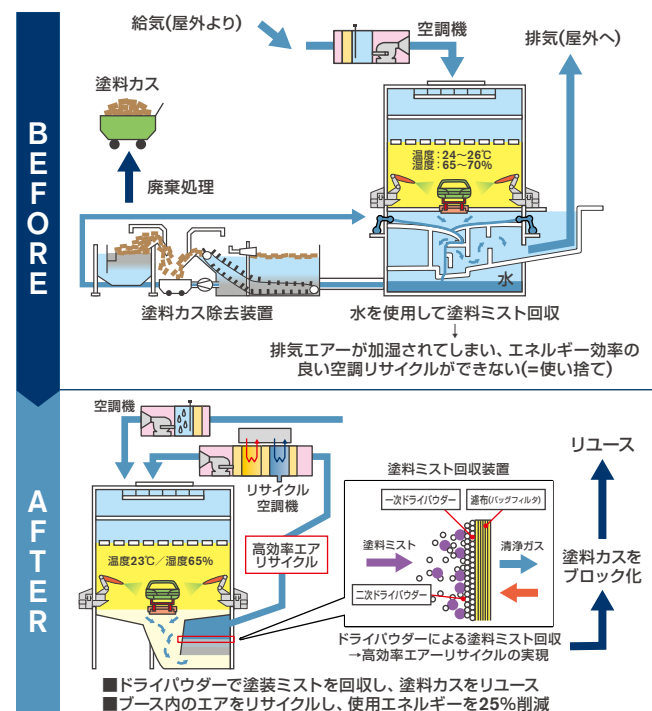 BEFORE
給気(屋外より)
空調機
排気(屋外へ)
塗料カス
温度:24～26℃
湿度:65～70%
廃棄処理
水
塗料カス除去装置
水を使用して塗料ミスト回収
↓
排気エアーが加湿されてしまい、エネルギー効率の
良い空調リサイクルができない(=使い捨て)
AFTER
空調機
リサイクル
空調機
温度23℃／湿度65%
高効率エア
リサイクル
塗料ミスト回収装置
一次ドライパウダー
濾布(バッグフィルタ)
塗料ミスト
清浄ガス
二次ドライパウダー
ドライパウダーによる塗料ミスト回収
→高効率エアーリサイクルの実現
リユース
塗料カスを
ブロック化
■ドライパウダーで塗装ミストを回収し、塗料カスをリユース
■ブース内のエアをリサイクルし、使用エネルギーを25%削減